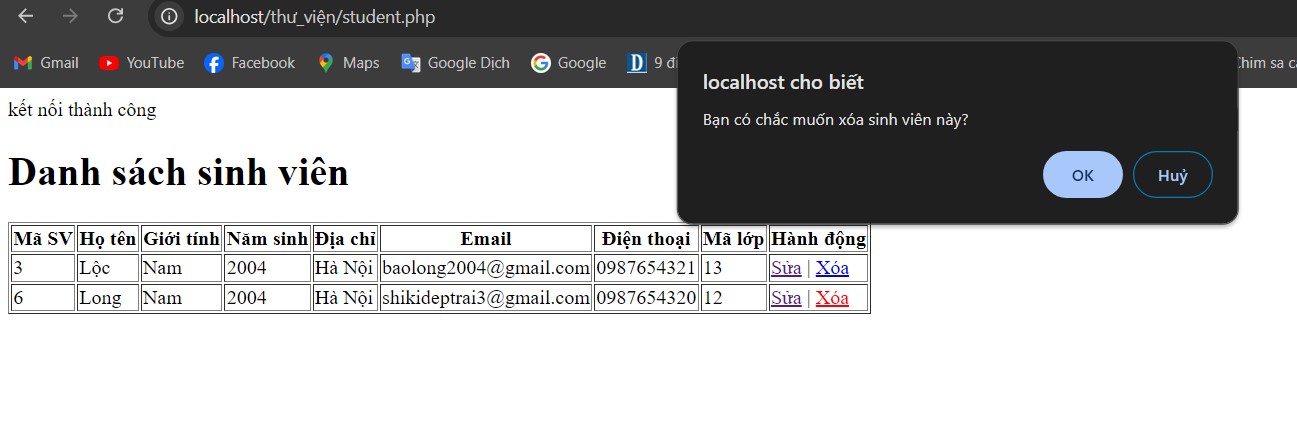 localhost/thư_viện/student.php
Gmail YouTube Facebook Maps Google Dịch Google 9 Chim sa
localhost cho biết
Bạn có chắc muốn xóa sinh viên này?
OK Huỷ
kết nối thành công
Danh sách sinh viên
Mã SV Họ tên Giới tính Năm sinh Địa chỉ Email Điện thoại Mã lớp Hành động
3 Lộc Nam 2004 Hà Nội baolong2004@gmail.com 0987654321 13 Sửa | Xóa
6 Long Nam 2004 Hà Nội shikideptrai3@gmail.com 0987654320 12 Sửa | Xóa